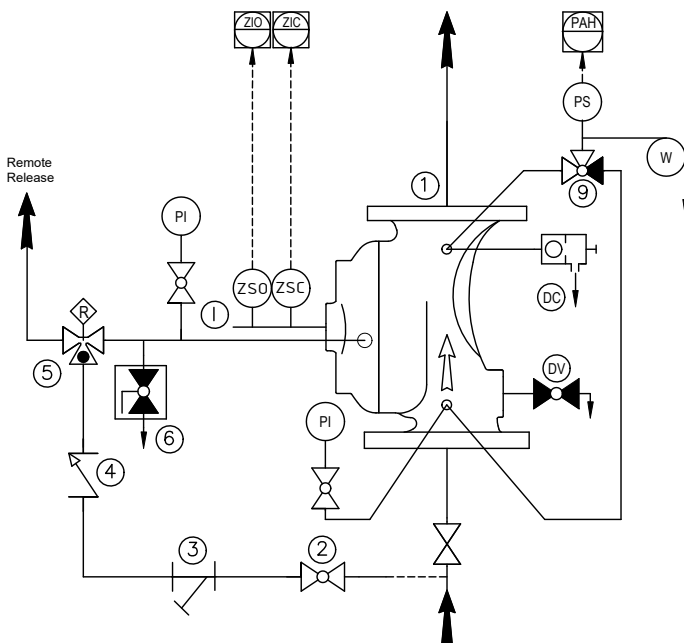 ZIO
ZIC
PAH
PS
W
Remote
Release
1
9
PI
ZSO
ZSC
I
DC
R
5
6
DV
PI
4
3
2